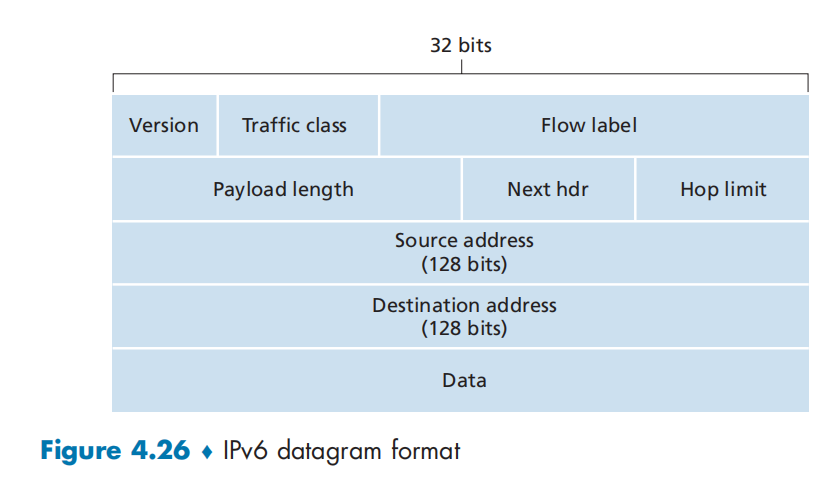 32 bits
Version Traffic class Flow label
Payload length Next hdr Hop limit
Source address
(128 bits)
Destination address
(128 bits)
Data
Figure 4.26 ♦ IPv6 datagram format